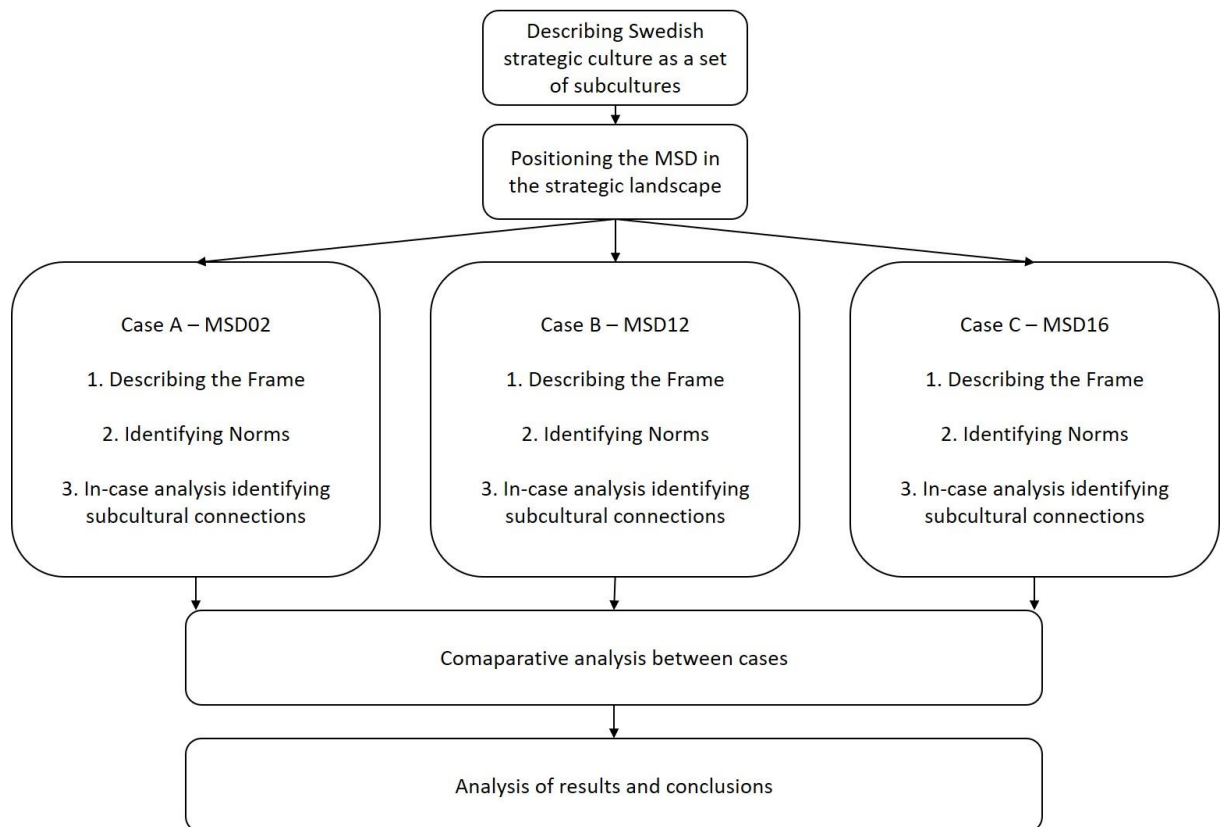 Describing Swedish
strategic culture as a set
of subcultures
Positioning the MSD in
the strategic landscape
Case A – MSD02
1. Describing the Frame
2. Identifying Norms
3. In-case analysis identifying
subcultural connections
Case B – MSD12
1. Describing the Frame
2. Identifying Norms
3. In-case analysis identifying
subcultural connections
Case C – MSD16
1. Describing the Frame
2. Identifying Norms
3. In-case analysis identifying
subcultural connections
Comaparative analysis between cases
Analysis of results and conclusions